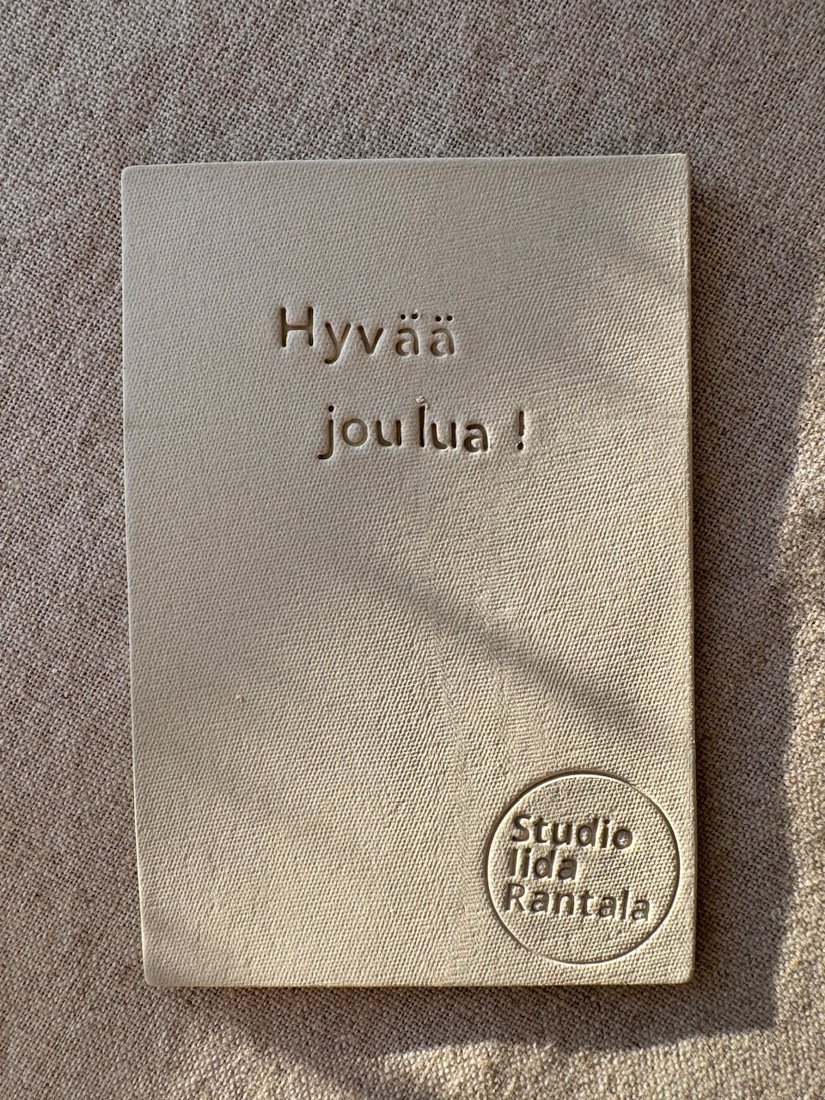 Hyvää
joulua !
Studio
Iida
Rantala